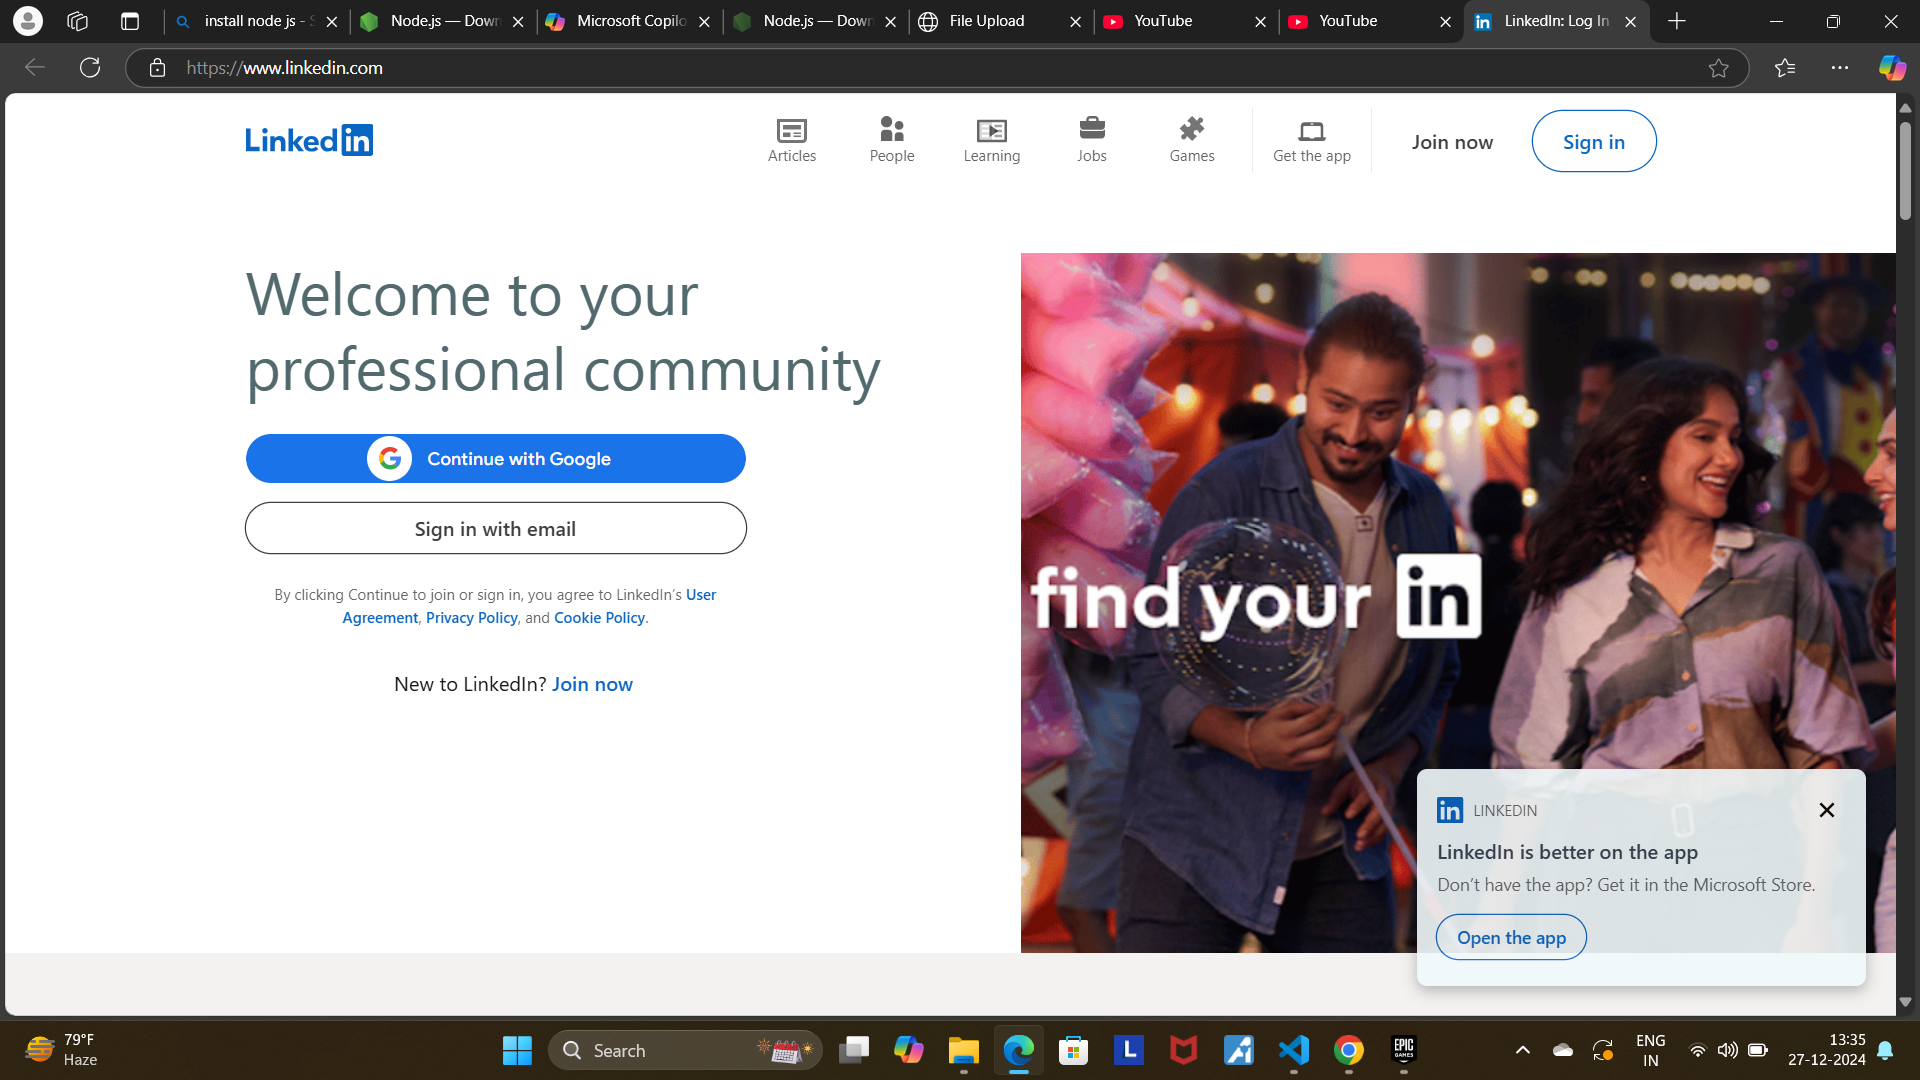 install node js - S
Node.js — Down
Microsoft Copilo
Node.js — Down
File Upload
YouTube
YouTube
LinkedIn: Log In
https://www.linkedin.com
Linked in
Articles
People
Learning
Jobs
Games
Get the app
Join now
Sign in
Welcome to your
professional community
Continue with Google
Sign in with email
By clicking Continue to join or sign in, you agree to LinkedIn’s User
Agreement, Privacy Policy, and Cookie Policy.
New to LinkedIn? Join now
find your in
in LINKEDIN
LinkedIn is better on the app
Don’t have the app? Get it in the Microsoft Store.
Open the app
79°F
Haze
Search
L
EPIC
GAMES
ENG
IN
13:35
27-12-2024